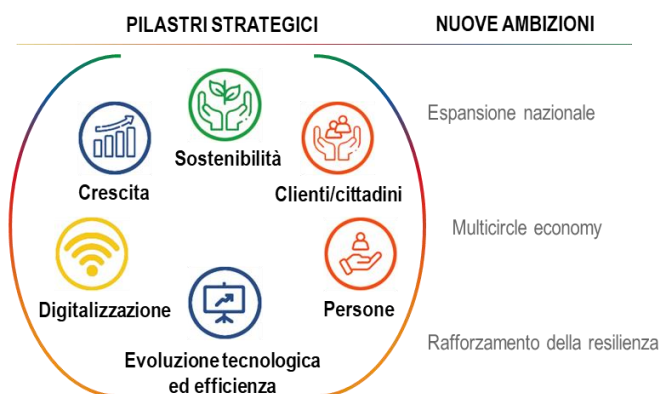 PILASTRI STRATEGICI
NUOVE AMBIZIONI
Sostenibilità
Crescita
Clienti/cittadini
Digitalizzazione
Persone
Evoluzione tecnologica
ed efficienza
Espansione nazionale
Multicircle economy
Rafforzamento della resilienza